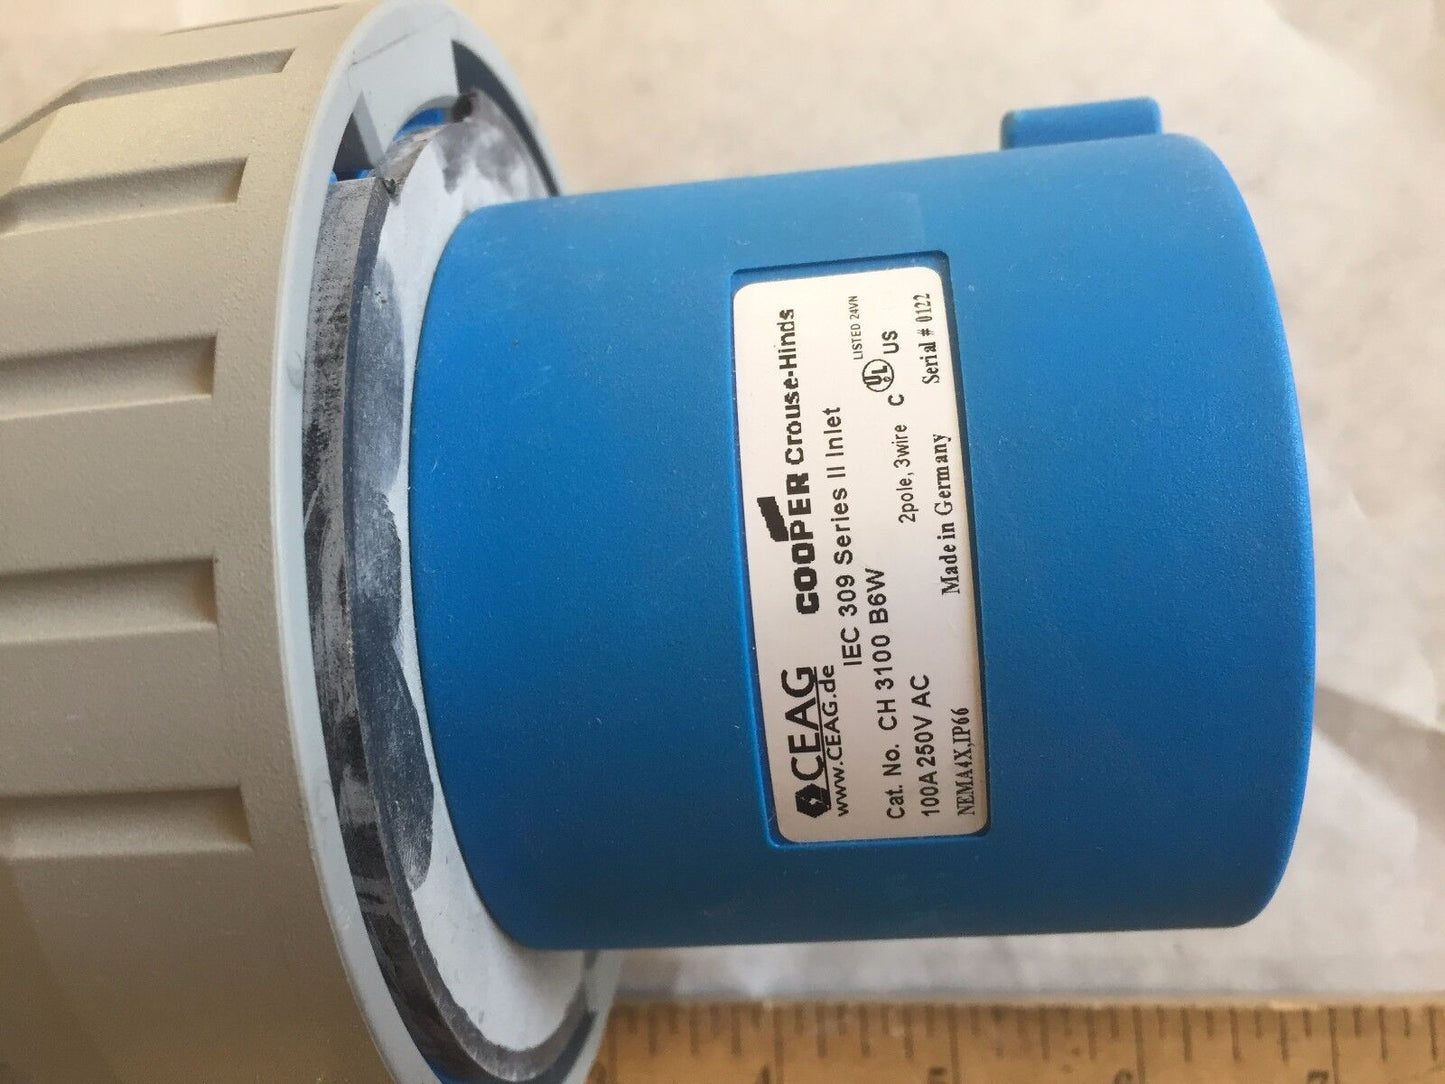 CEAG COOPER Crouse-Hinds
www.CEAG.de
IEC 309 Series II Inlet
LISTED 24VN
Cat. No. CH 3100 B6W
C UL US
100A 250V AC 2pole, 3wire
NEMA4X,IP66 Made in Germany Serial # 0122